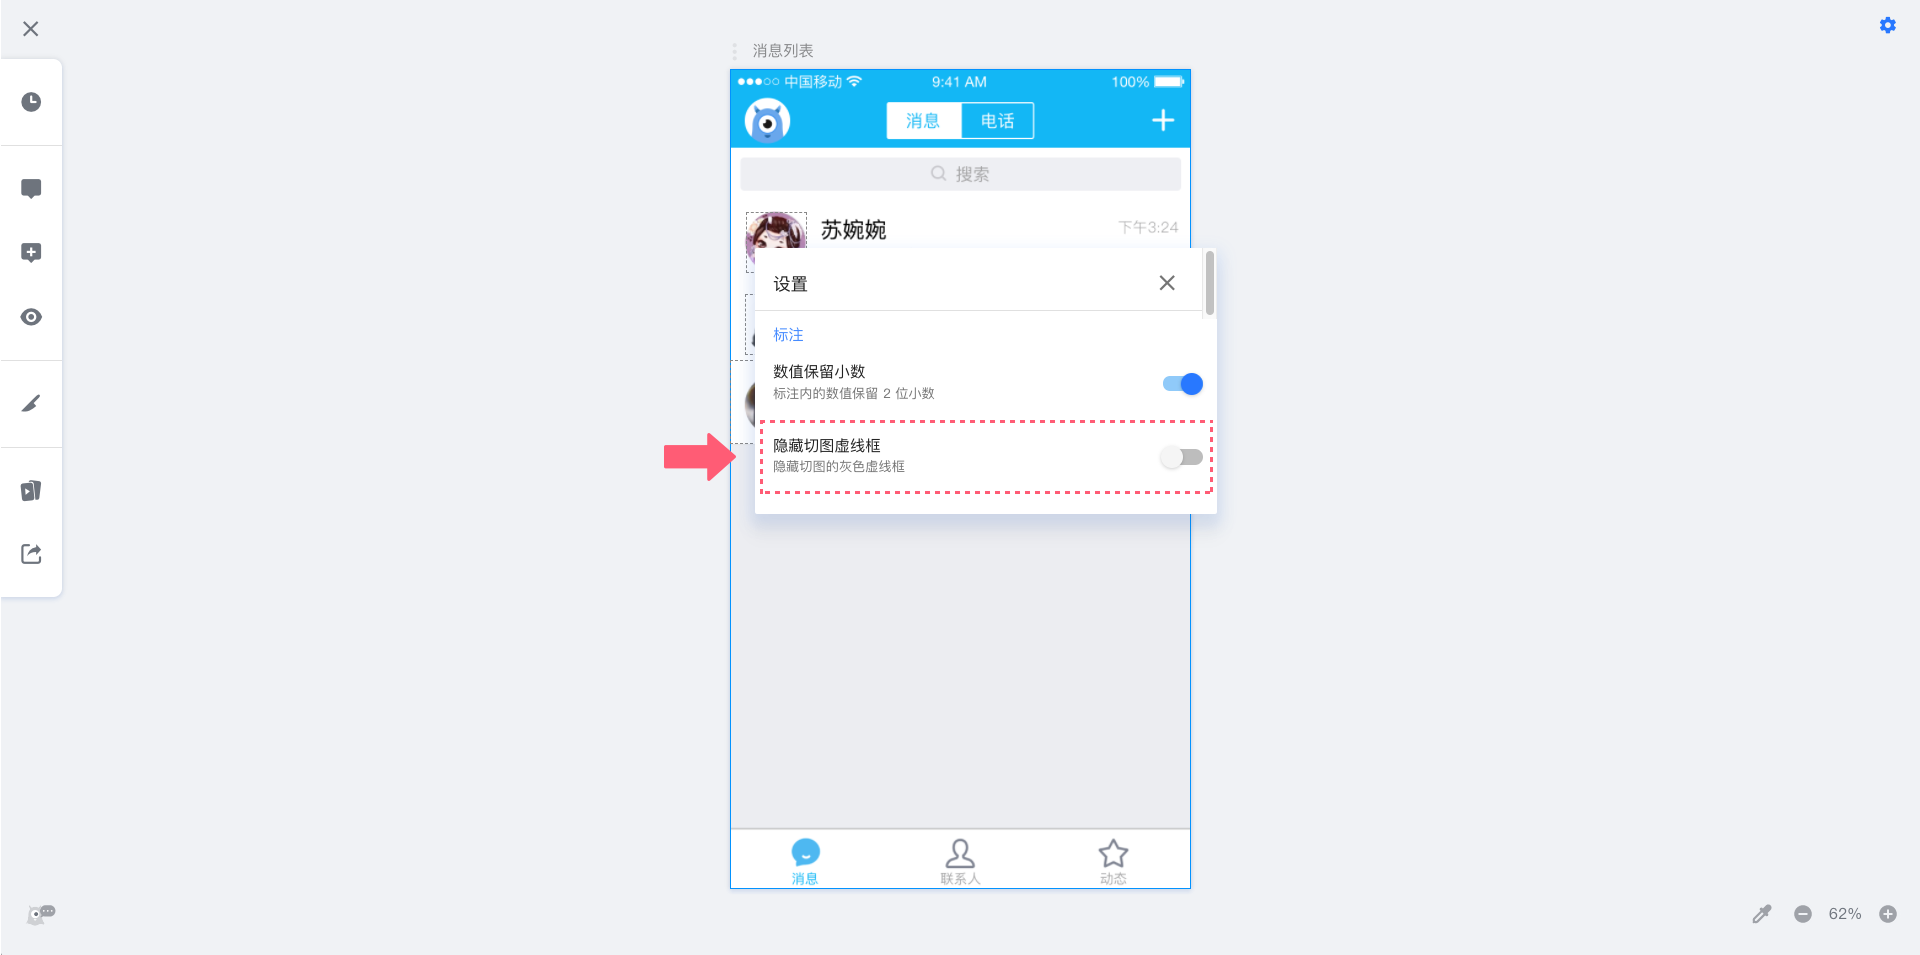 消息列表
中国移动
9:41 AM
100%
消息
电话
搜索
苏婉婉
下午3:24
设置
标注
数值保留小数
标注内的数值保留 2 位小数
隐藏切图虚线框
隐藏切图的灰色虚线框
消息
联系人
动态
62%